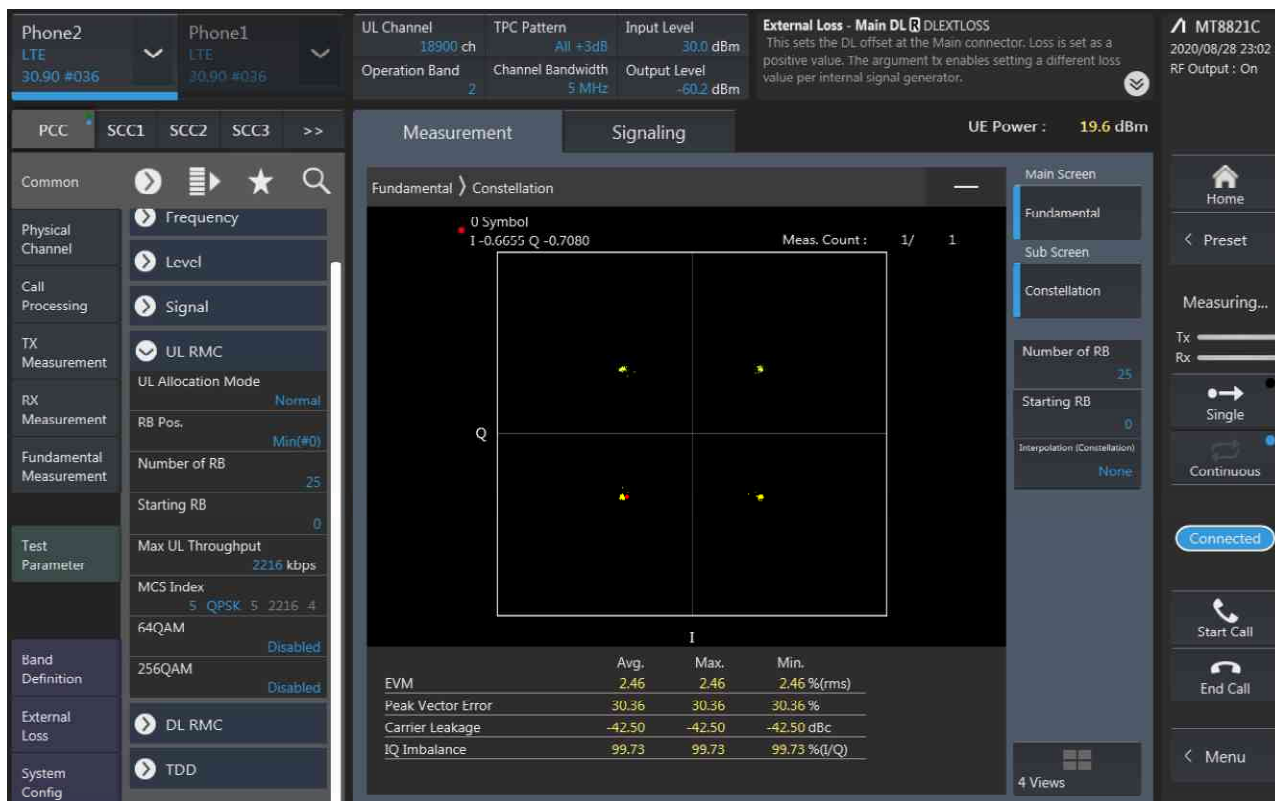 Phone2
LTE
30.90 #036
Phone1
LTE
30.90 #036
UL Channel
18900 ch
Operation Band
2
TPC Pattern
All +3dB
Channel Bandwidth
5 MHz
Input Level
30.0 dBm
Output Level
-60.2 dBm
External Loss - Main DL R DLEXTLOSS
This sets the DL offset at the Main connector. Loss is set as a
positive value. The argument tx enables setting a different loss
value per internal signal generator.
MT8821C
2020/08/28 23:02
RF Output : On
PCC SCC1 SCC2 SCC3 >>
Measurement
Signaling
UE Power : 19.6 dBm
Common
Physical
Channel
Call
Processing
TX
Measurement
RX
Measurement
Fundamental
Measurement
Test
Parameter
Band
Definition
External
Loss
System
Config
Frequency
Level
Signal
UL RMC
UL Allocation Mode
Normal
RB Pos.
Min(#0)
Number of RB
25
Starting RB
0
Max UL Throughput
2216 kbps
MCS Index
5 QPSK 5 2216 4
64QAM
Disabled
256QAM
Disabled
DL RMC
TDD
Fundamental ⟩ Constellation
0 Symbol
I -0.6655 Q -0.7080
Meas. Count : 1/ 1
Q
I
Avg. Max. Min.
EVM 2.46 2.46 2.46 %(rms)
Peak Vector Error 30.36 30.36 30.36 %
Carrier Leakage -42.50 -42.50 -42.50 dBc
IQ Imbalance 99.73 99.73 99.73 %(I/Q)
Main Screen
Fundamental
Sub Screen
Constellation
Number of RB
25
Starting RB
0
Interpolation (Constellation)
None
4 Views
Home
< Preset
Measuring...
Tx
Rx
Single
Continuous
Connected
Start Call
End Call
< Menu